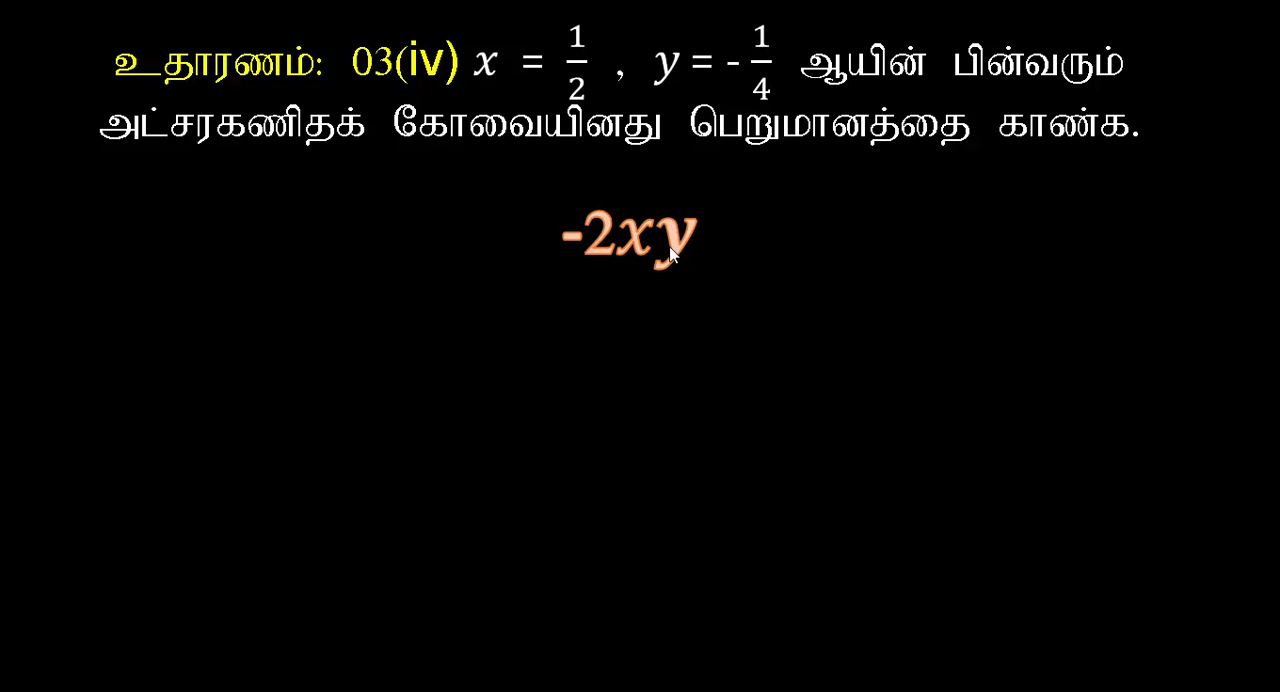 உதாரணம்: 03(iv) x = 1/2 , y = - 1/4 ஆயின் பின்வரும்
அட்சரகணிதக் கோவையினது பெறுமானத்தை காண்க.
-2xy